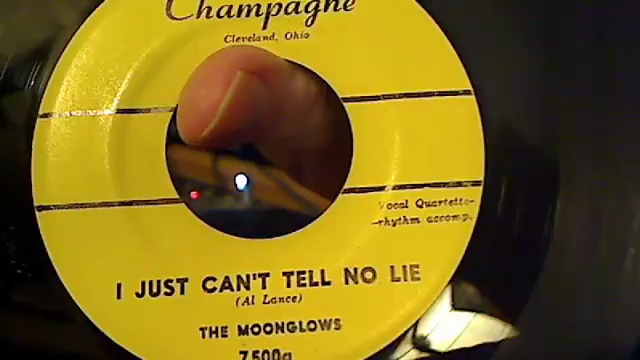 Champagne
Cleveland, Ohio
Vocal Quartette-
-rhythm accomp.
I JUST CAN'T TELL NO LIE
(Al Lance)
THE MOONGLOWS
7500a